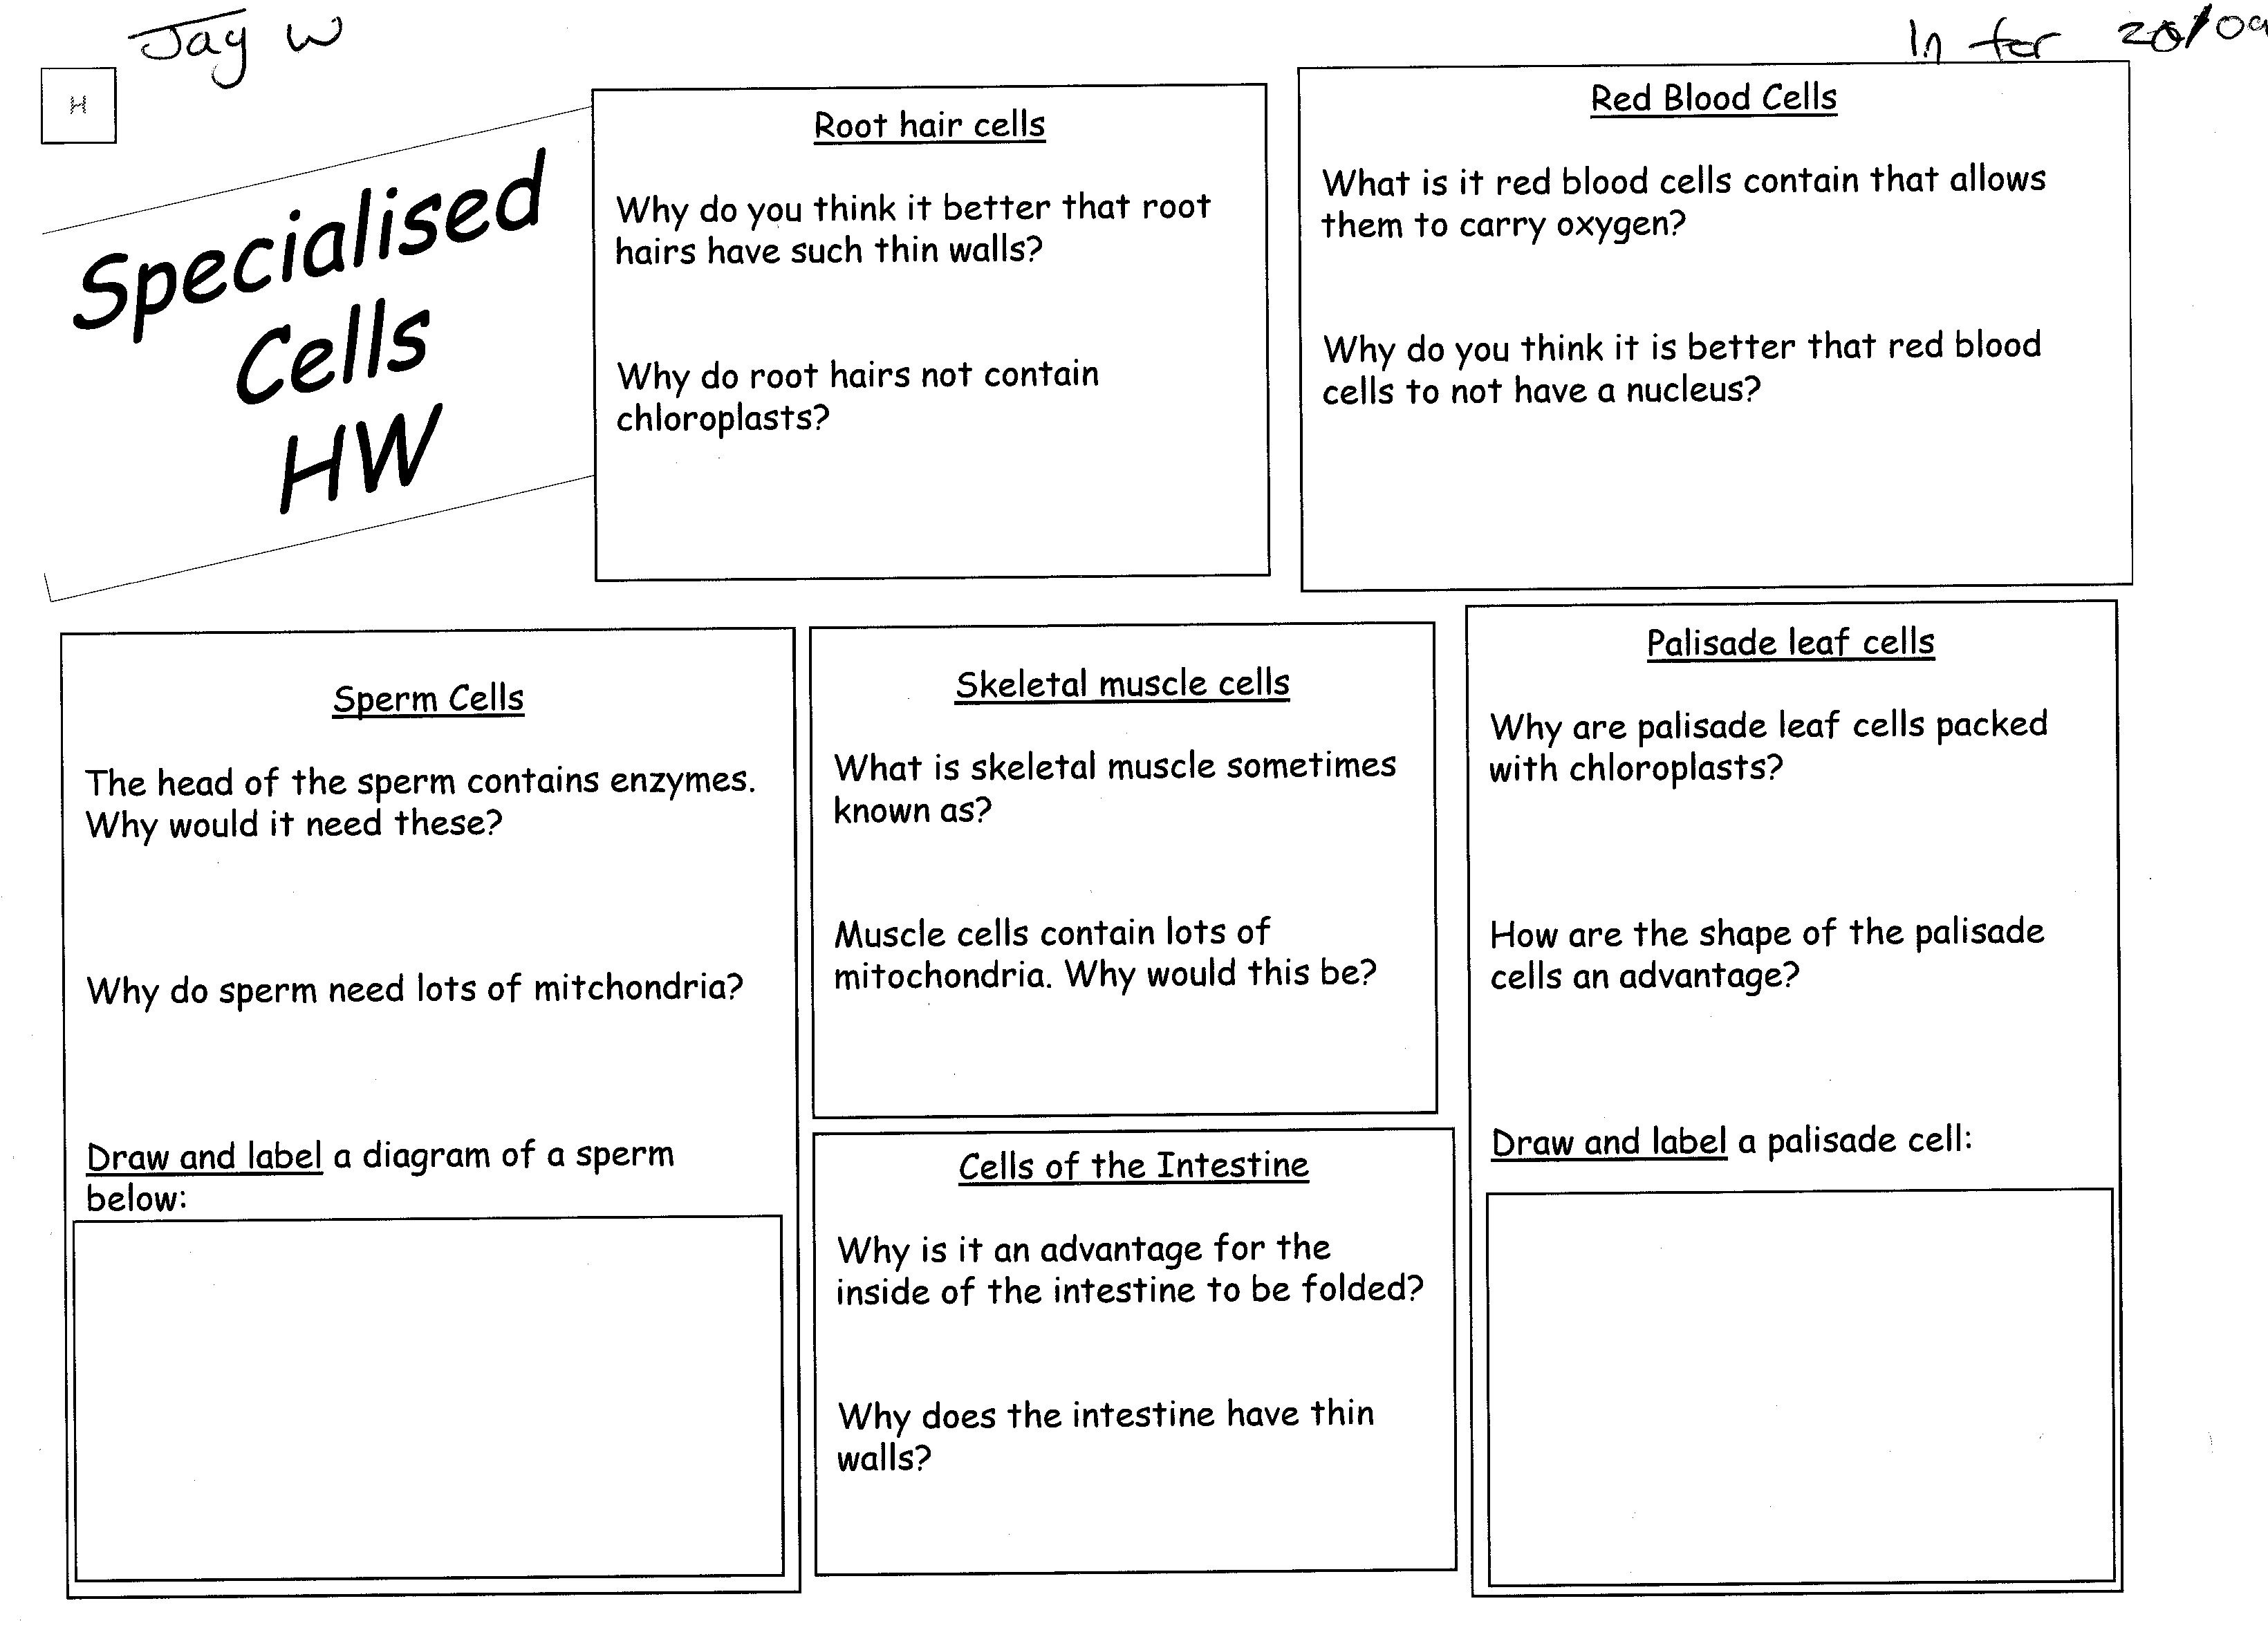 Jay W
In for 20/09
H
Specialised
Cells
HW
Root hair cells
Why do you think it better that root
hairs have such thin walls?
Why do root hairs not contain
chloroplasts?
Red Blood Cells
What is it red blood cells contain that allows
them to carry oxygen?
Why do you think it is better that red blood
cells to not have a nucleus?
Sperm Cells
The head of the sperm contains enzymes.
Why would it need these?
Why do sperm need lots of mitchondria?
Draw and label a diagram of a sperm
below:
Skeletal muscle cells
What is skeletal muscle sometimes
known as?
Muscle cells contain lots of
mitochondria. Why would this be?
Cells of the Intestine
Why is it an advantage for the
inside of the intestine to be folded?
Why does the intestine have thin
walls?
Palisade leaf cells
Why are palisade leaf cells packed
with chloroplasts?
How are the shape of the palisade
cells an advantage?
Draw and label a palisade cell: